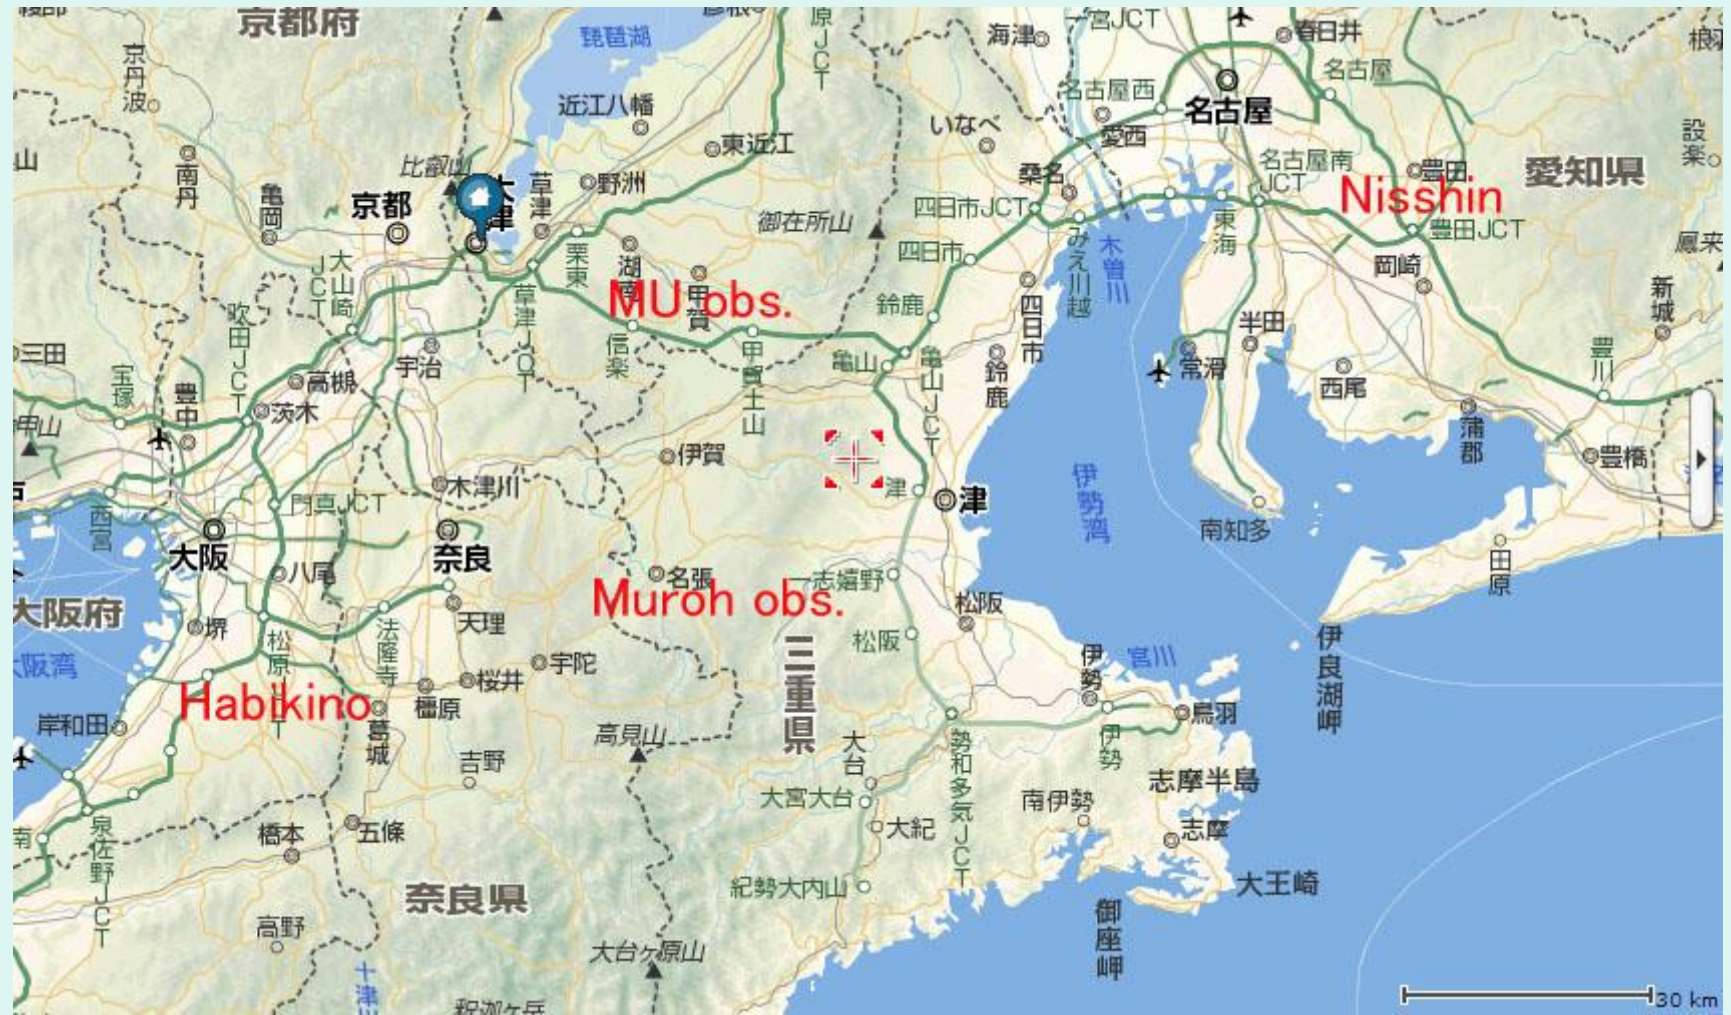 京都府
琵琶湖
一宮JCT
海津
春日井
京丹波
名古屋
名古屋西
近江八幡
名古屋
愛西
いなべ
東近江
設楽
比叡山
南丹
名古屋南JCT
豊田
愛知県
桑名
Nisshin
野洲
草津
大津
亀岡
京都
四日市JCT
御在所山
東海
豊田JCT
鳳来
みえ川越
木曽川
四日市
栗東
湖南
大山崎JCT
岡崎
甲賀
MU obs.
草津JCT
鈴鹿
四日市
新城
吹田JCT
半田
三田
信楽
甲賀土山
亀山
亀山JCT
宇治
鈴鹿
常滑
豊川
宝塚
豊中
高槻
西尾
茨木
甲山
蒲郡
伊賀
豊橋
木津川
津
津
伊勢湾
門真JCT
西宮
南知多
大阪
奈良
田原
八尾
名張
一志嬉野
Muroh obs.
松阪
大阪府
天理
堺
松原JCT
法隆寺
松阪
三重県
伊良湖岬
伊勢
宮川
大阪湾
宇陀
桜井
Habikino
橿原
葛城
鳥羽
岸和田
高見山
大台
勢和多気JCT
伊勢
吉野
志摩半島
大宮大台
南伊勢
泉佐野JCT
橋本
五條
大紀
志摩
紀勢大内山
大王崎
奈良県
御座岬
高野
大台ヶ原山
十津川
釈迦ヶ岳
30 km